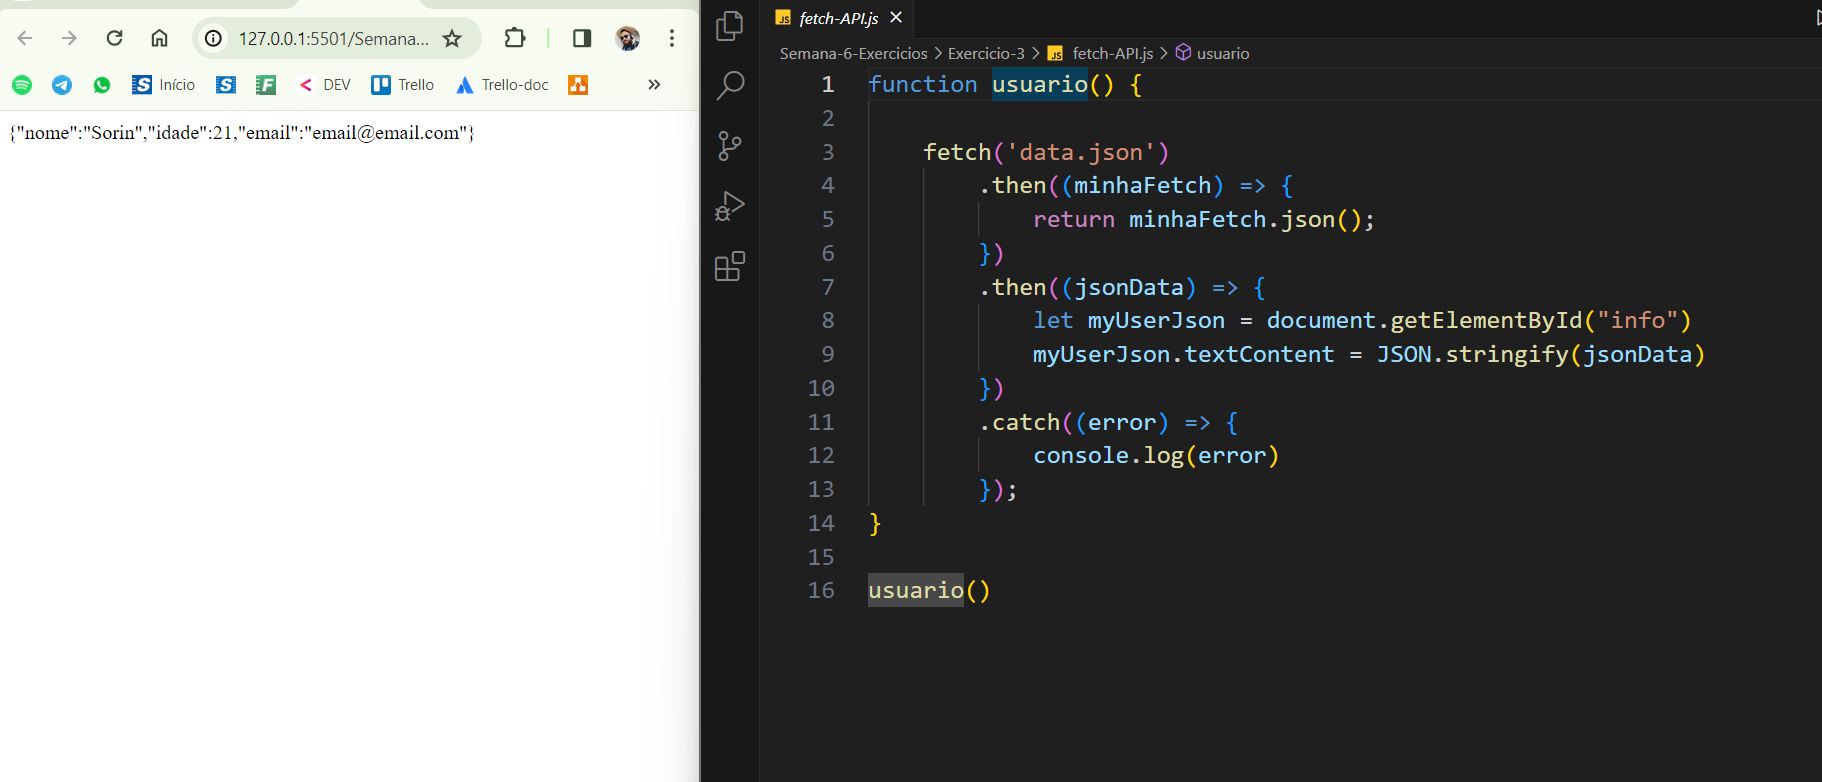 127.0.0.1:5501/Semana...
Início
DEV
Trello
Trello-doc
{"nome":"Sorin","idade":21,"email":"email@email.com"}
JS fetch-API.js
Semana-6-Exercicios > Exercicio-3 > JS fetch-API.js > usuario
1 function usuario() {
2
3 fetch('data.json')
4 .then((minhaFetch) => {
5 return minhaFetch.json();
6 })
7 .then((jsonData) => {
8 let myUserJson = document.getElementById("info")
9 myUserJson.textContent = JSON.stringify(jsonData)
10 })
11 .catch((error) => {
12 console.log(error)
13 });
14 }
15
16 usuario()